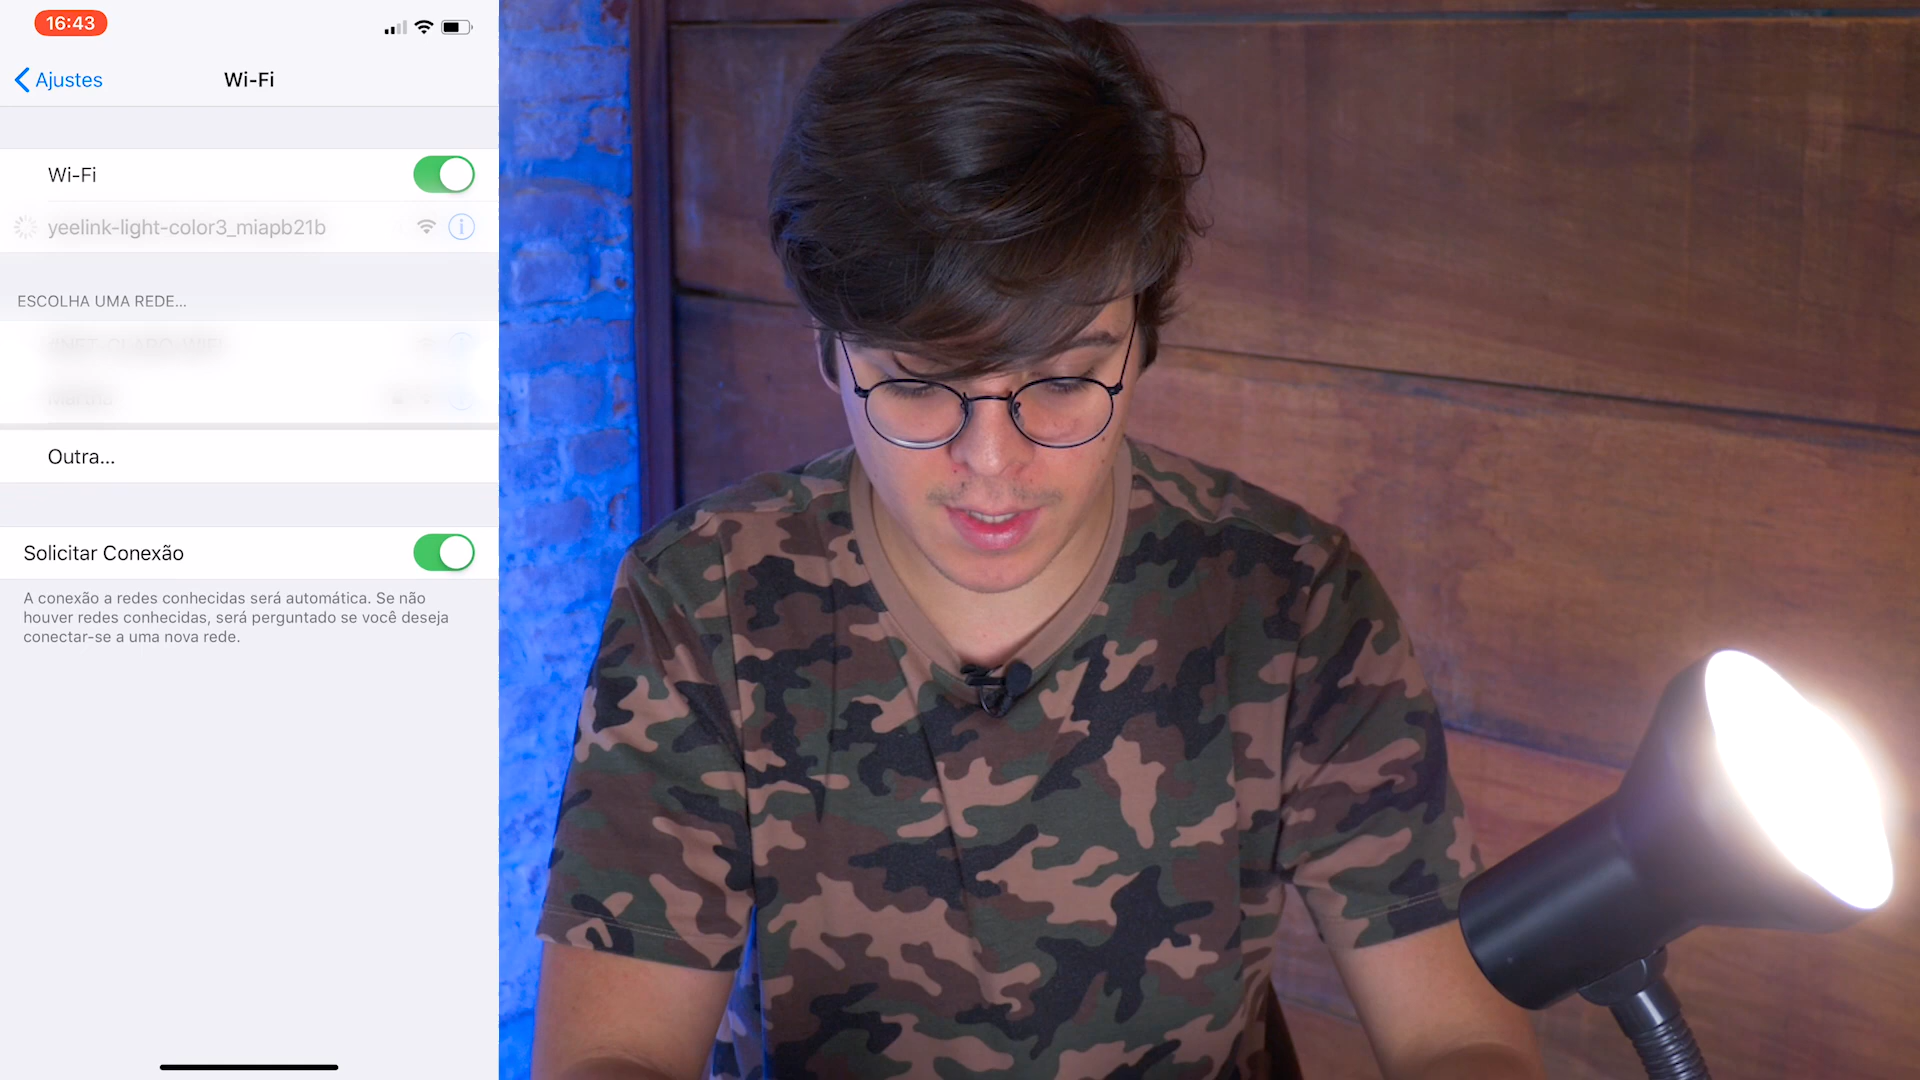 16:43
Ajustes
Wi-Fi
Wi-Fi
yeelink-light-color3_miapb21b
ESCOLHA UMA REDE...
Outra...
Solicitar Conexão
A conexão a redes conhecidas será automática. Se não
houver redes conhecidas, será perguntado se você deseja
conectar-se a uma nova rede.